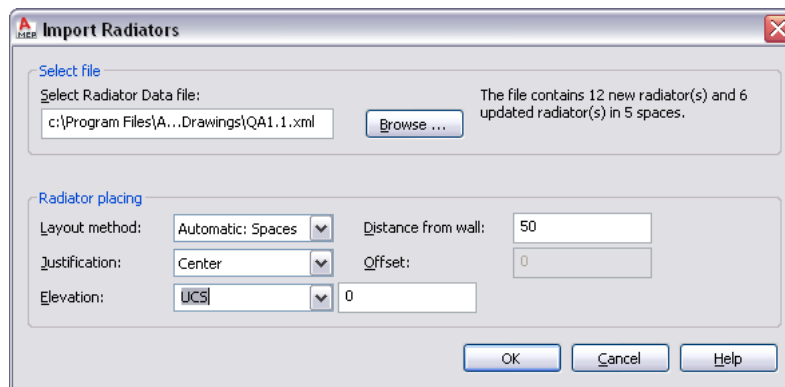 A MEP Import Radiators
Select file
Select Radiator Data file:
c:\Program Files\A...Drawings\QA1.1.xml
Browse ...
The file contains 12 new radiator(s) and 6
updated radiator(s) in 5 spaces.
Radiator placing
Layout method: Automatic: Spaces Distance from wall: 50
Justification: Center Offset: 0
Elevation: UCS 0
OK Cancel Help